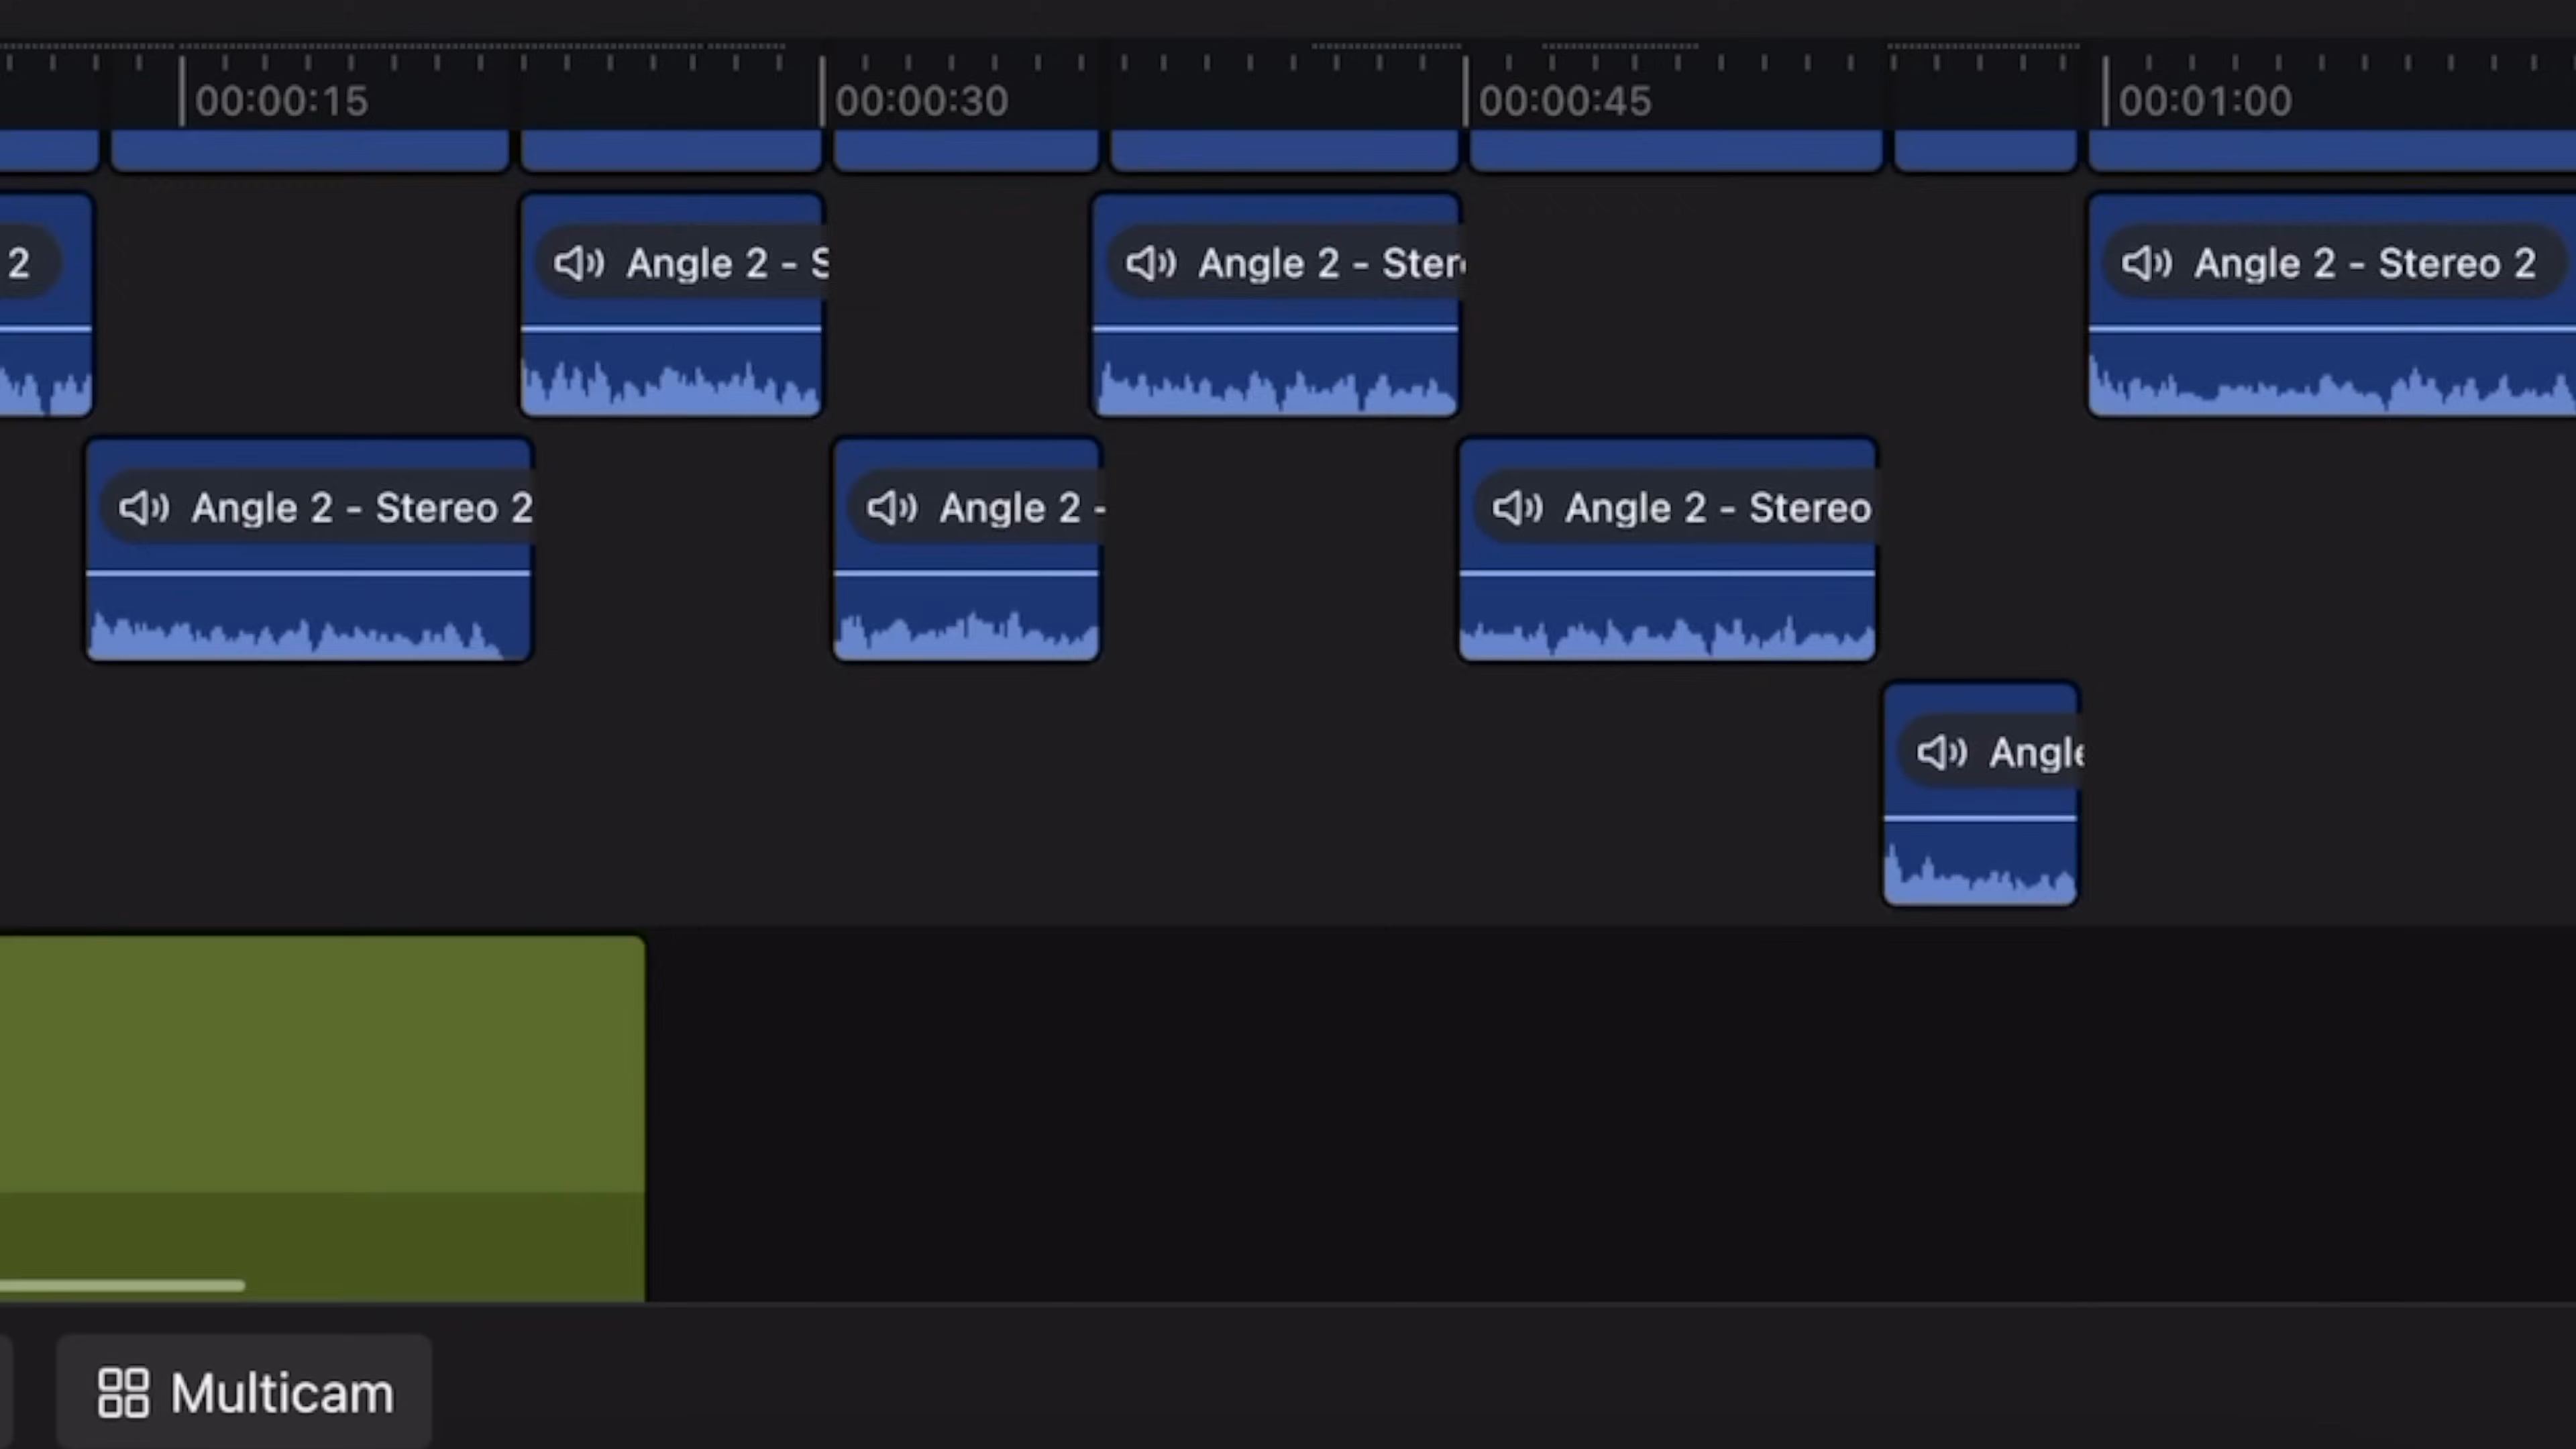 00:00:15 00:00:30 00:00:45 00:01:00
2 Angle 2 - S Angle 2 - Ster Angle 2 - Stereo 2
Angle 2 - Stereo 2 Angle 2 - Angle 2 - Stereo
Angle
Multicam